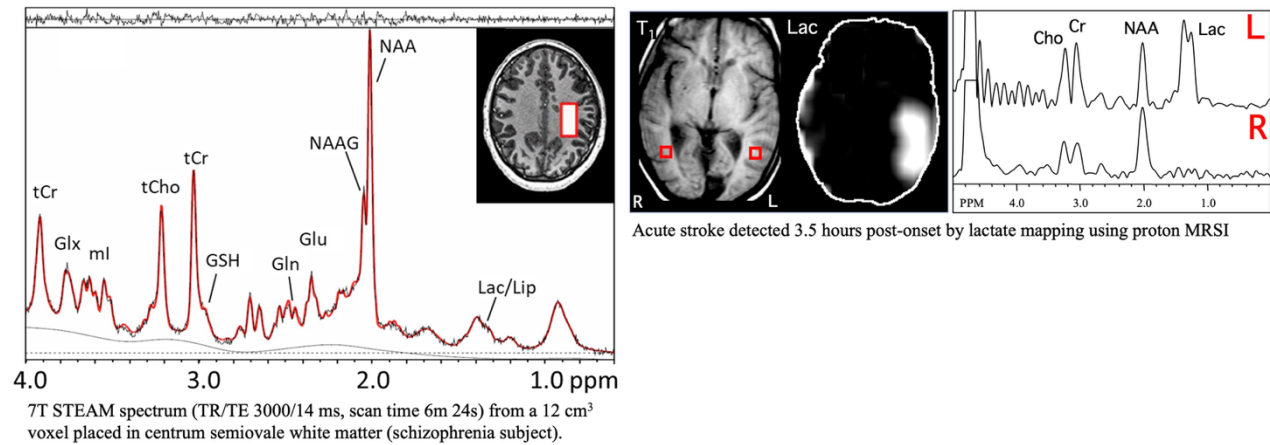 NAA
NAAG
tCr
tCr
tCho
Glx
mI
GSH
Gln
Glu
Lac/Lip
4.0
3.0
2.0
1.0 ppm
7T STEAM spectrum (TR/TE 3000/14 ms, scan time 6m 24s) from a 12 cm³
voxel placed in centrum semiovale white matter (schizophrenia subject).
T₁
Lac
R
L
Cho
Cr
NAA
Lac
L
R
PPM
4.0
3.0
2.0
1.0
Acute stroke detected 3.5 hours post-onset by lactate mapping using proton MRSI